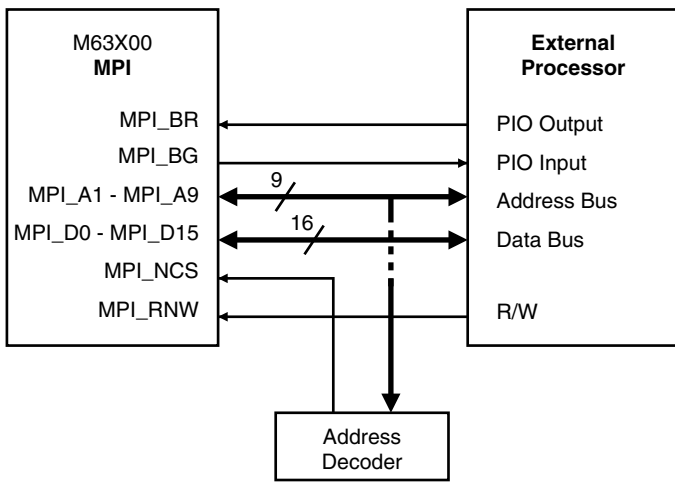 M63X00
MPI
External
Processor
MPI_BR
PIO Output
MPI_BG
PIO Input
9
MPI_A1 - MPI_A9
Address Bus
16
MPI_D0 - MPI_D15
Data Bus
MPI_NCS
MPI_RNW
R/W
Address
Decoder